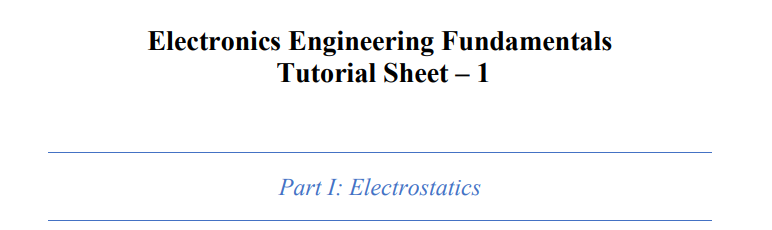 Electronics Engineering Fundamentals
Tutorial Sheet – 1
Part I: Electrostatics